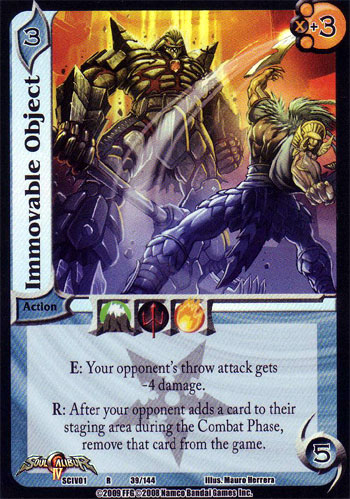 3
+3
Immovable Object
Action
E: Your opponent's throw attack gets
-4 damage.
R: After your opponent adds a card to their
staging area during the Combat Phase,
remove that card from the game.
5
SOULCALIBUR
IV
SCIV01 R 39/144 Illus. Mauro Herrera
©2009 FFG ©2008 Namco Bandai Games Inc.